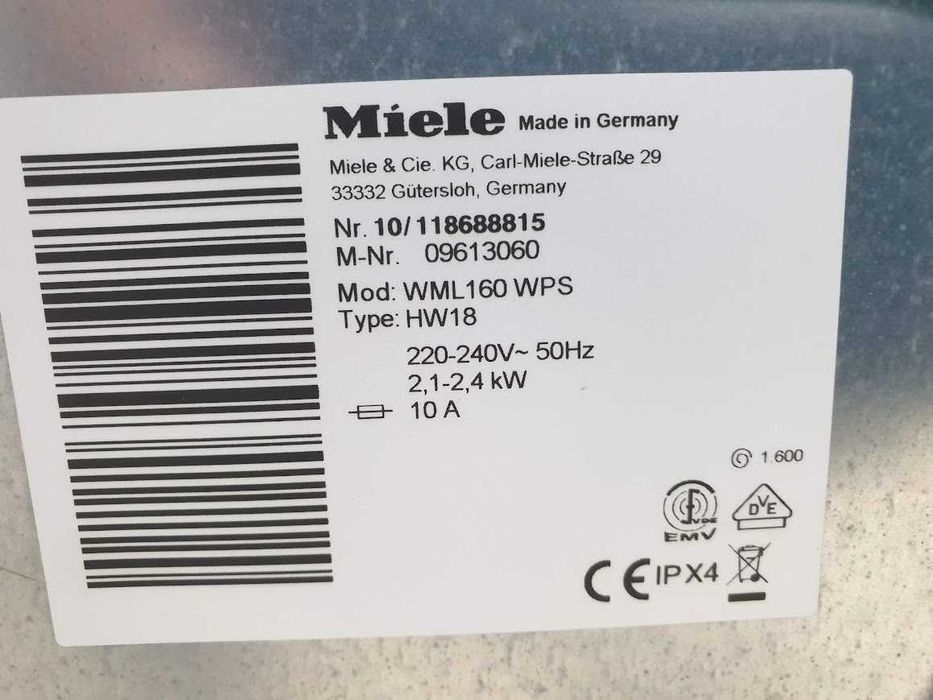 Miele Made in Germany
Miele & Cie. KG, Carl-Miele-Straße 29
33332 Gütersloh, Germany
Nr. 10/118688815
M-Nr. 09613060
Mod: WML160 WPS
Type: HW18
220-240V~ 50Hz
2,1-2,4 kW
10 A
1.600
VDE
EMV
DVE
CE IPX4